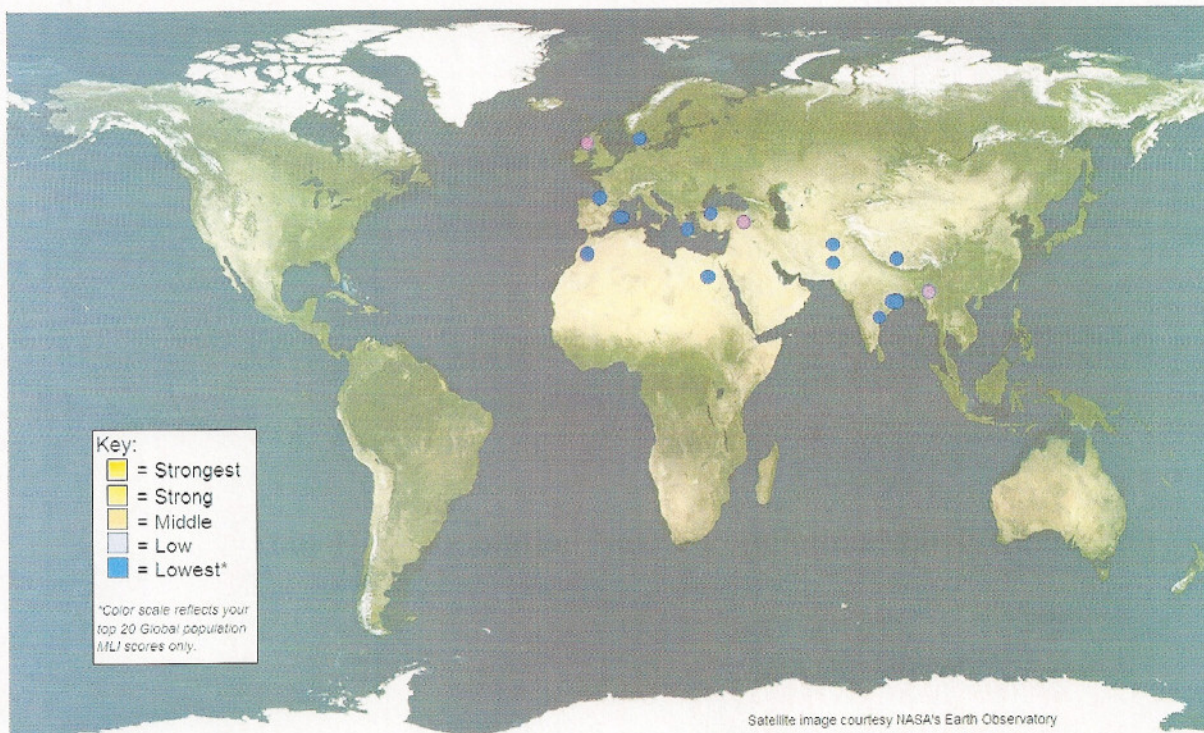 Key:
= Strongest
= Strong
= Middle
= Low
= Lowest*
*Color scale reflects your
top 20 Global population
MLI scores only.
Satellite image courtesy NASA's Earth Observatory